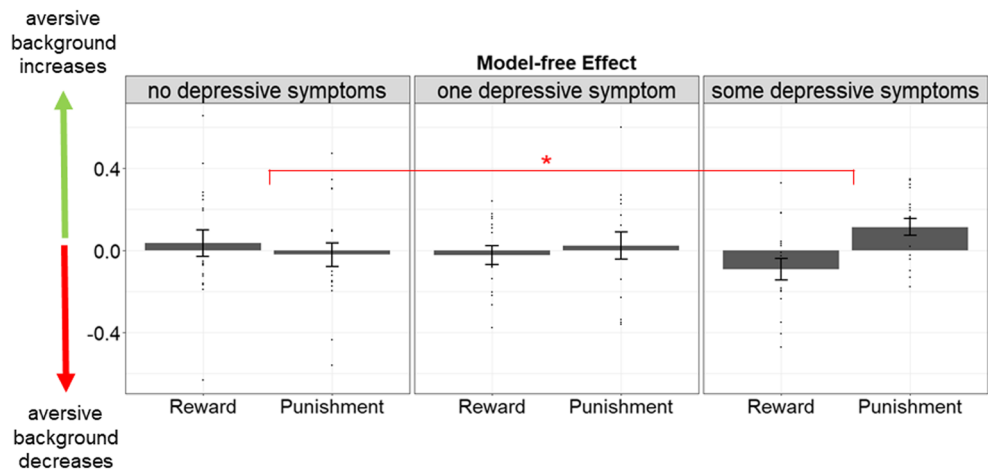 aversive
background
increases
Model-free Effect
no depressive symptoms
one depressive symptom
some depressive symptoms
0.4
*
0.0
-0.4
Reward
Punishment
Reward
Punishment
Reward
Punishment
aversive
background
decreases